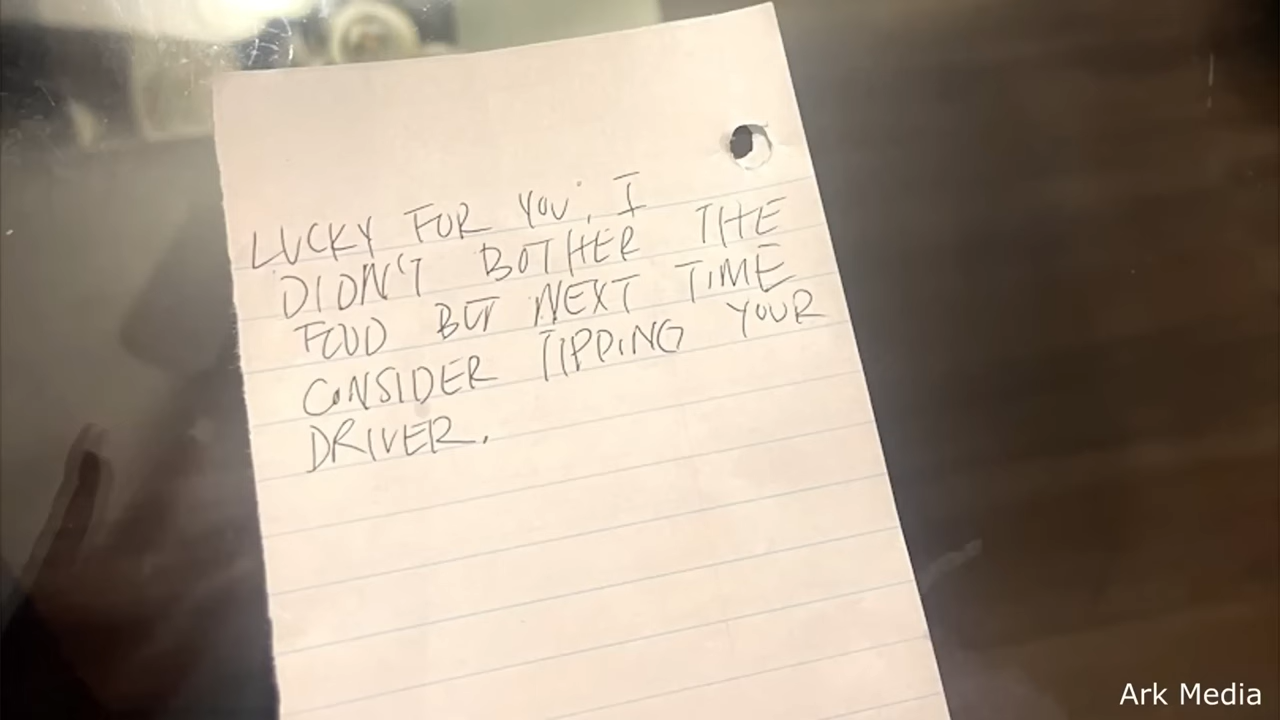 LUCKY FOR YOU, I
DIDN'T BOTHER THE
FOOD BUT NEXT TIME
CONSIDER TIPPING YOUR
DRIVER.
Ark Media